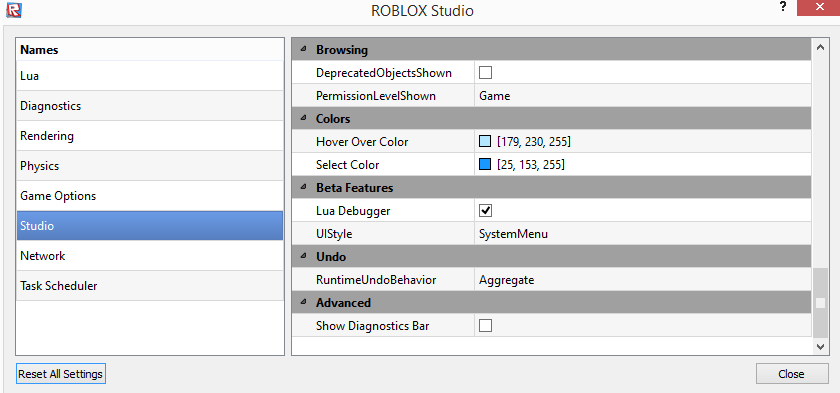 ROBLOX Studio
?
Names
Lua
Diagnostics
Rendering
Physics
Game Options
Studio
Network
Task Scheduler
Browsing
DeprecatedObjectsShown
PermissionLevelShown Game
Colors
Hover Over Color [179, 230, 255]
Select Color [25, 153, 255]
Beta Features
Lua Debugger
UIStyle SystemMenu
Undo
RuntimeUndoBehavior Aggregate
Advanced
Show Diagnostics Bar
Reset All Settings
Close